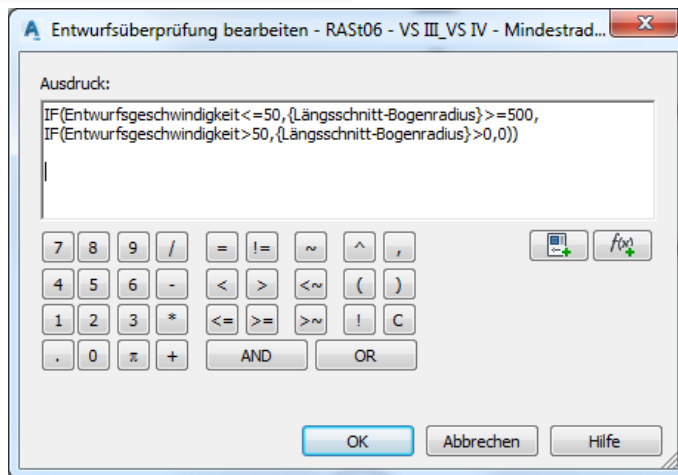 Entwurfsüberprüfung bearbeiten - RASt06 - VS III_VS IV - Mindestrad...
Ausdruck:
IF(Entwurfsgeschwindigkeit<=50,{Längsschnitt-Bogenradius}>=500,
IF(Entwurfsgeschwindigkeit>50,{Längsschnitt-Bogenradius}>0,0))
7 8 9 / = != ~ ^ ,
f(x)
4 5 6 - < > <~ ( )
1 2 3 * <= >= >~ ! C
. 0 π + AND OR
OK Abbrechen Hilfe